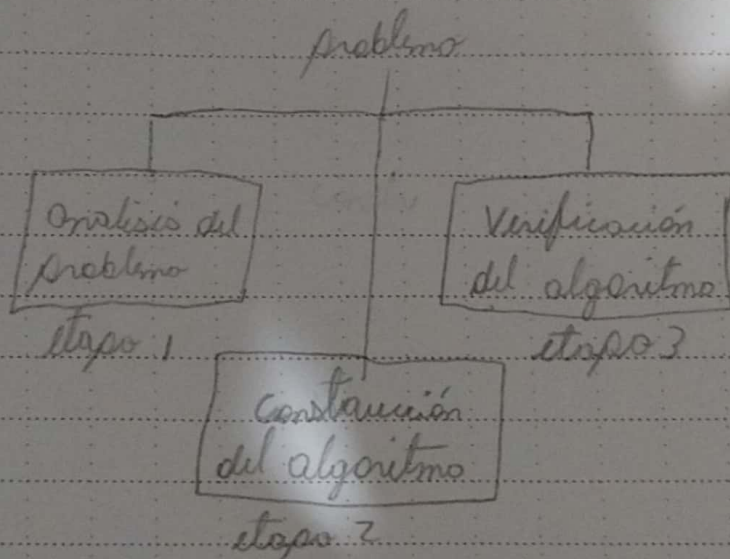 problema
análisis del
problema
etapa 1
Verificación
del algoritmo
etapa 3
Construcción
del algoritmo
etapa 2